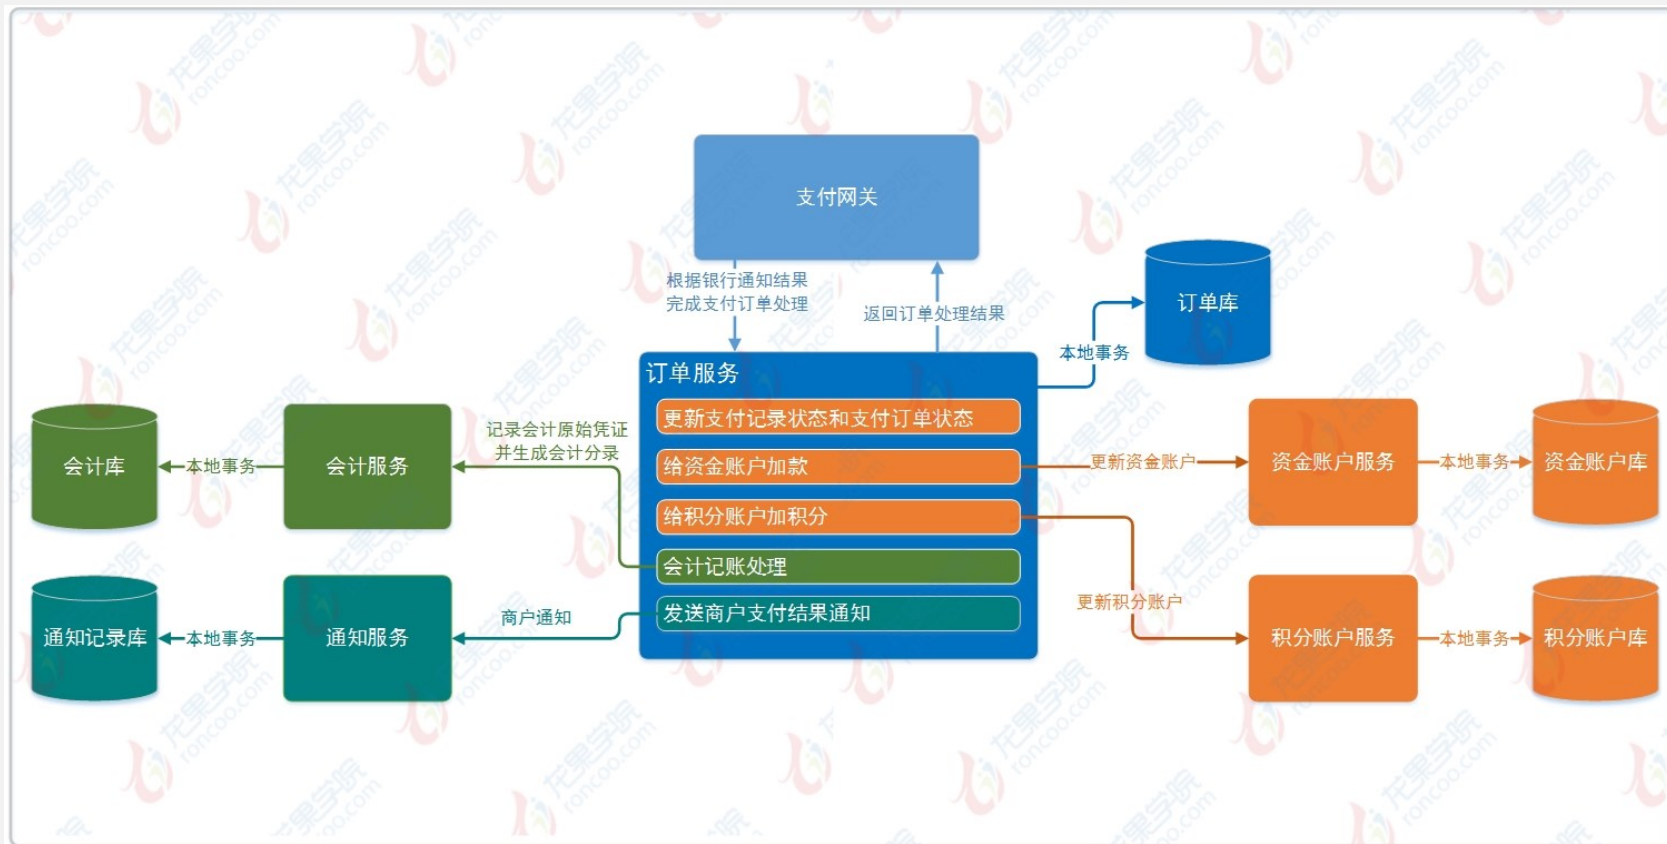 支付网关
根据银行通知结果
完成支付订单处理
返回订单处理结果
订单库
本地事务
订单服务
更新支付记录状态和支付订单状态
给资金账户加款
给积分账户加积分
会计记账处理
发送商户支付结果通知
记录会计原始凭证
并生成会计分录
会计服务
本地事务
会计库
商户通知
通知服务
本地事务
通知记录库
更新资金账户
资金账户服务
本地事务
资金账户库
更新积分账户
积分账户服务
本地事务
积分账户库
龙果学院
roncoo.com